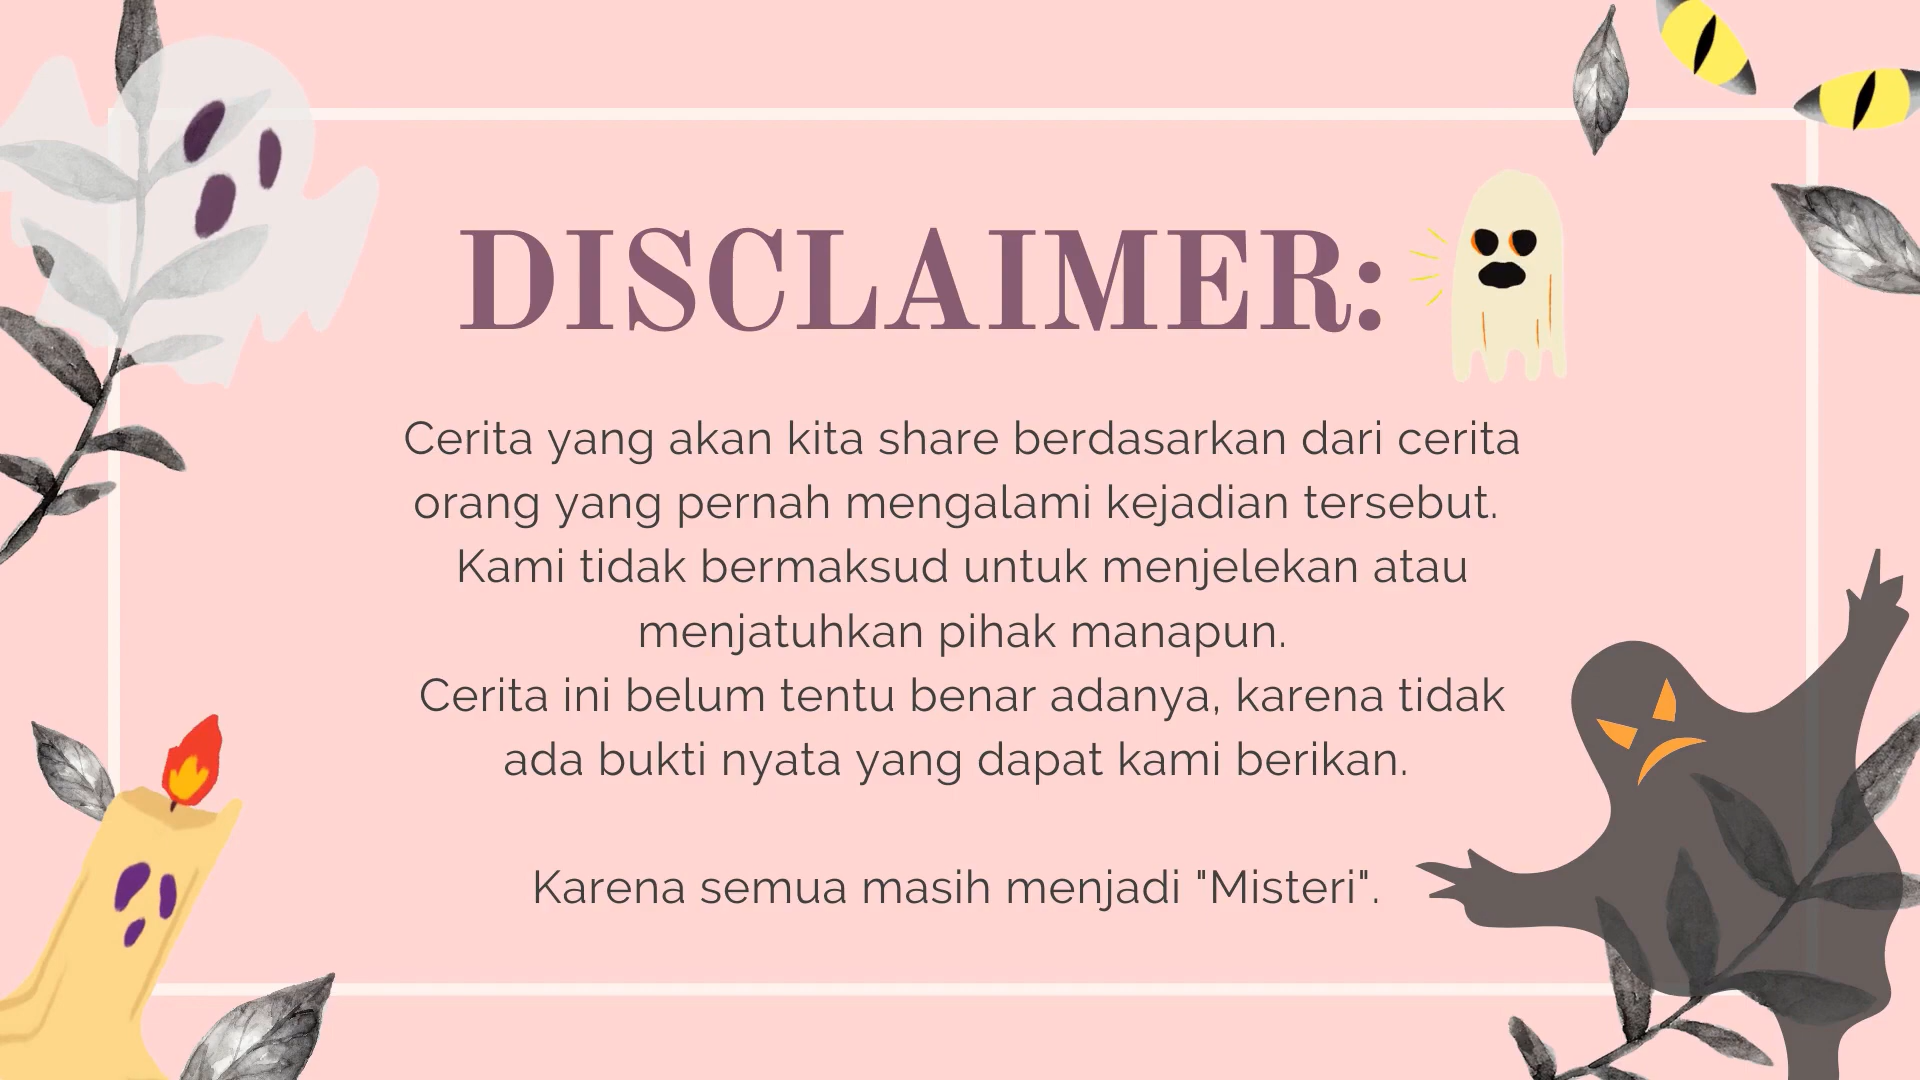 DISCLAIMER:
Cerita yang akan kita share berdasarkan dari cerita
orang yang pernah mengalami kejadian tersebut.
Kami tidak bermaksud untuk menjelekan atau
menjatuhkan pihak manapun.
Cerita ini belum tentu benar adanya, karena tidak
ada bukti nyata yang dapat kami berikan.
Karena semua masih menjadi "Misteri".